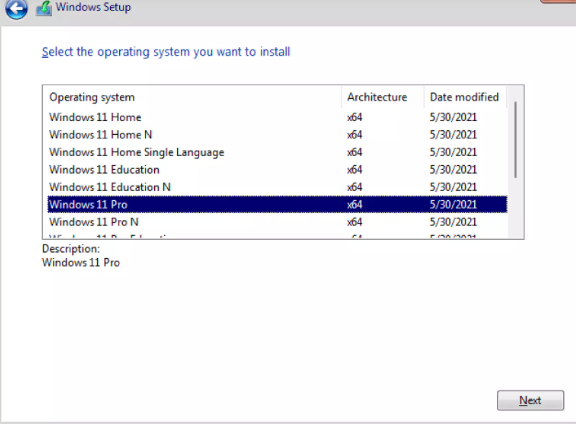 Windows Setup
Select the operating system you want to install
Operating system Architecture Date modified
Windows 11 Home x64 5/30/2021
Windows 11 Home N x64 5/30/2021
Windows 11 Home Single Language x64 5/30/2021
Windows 11 Education x64 5/30/2021
Windows 11 Education N x64 5/30/2021
Windows 11 Pro x64 5/30/2021
Windows 11 Pro N x64 5/30/2021
Description:
Windows 11 Pro
Next